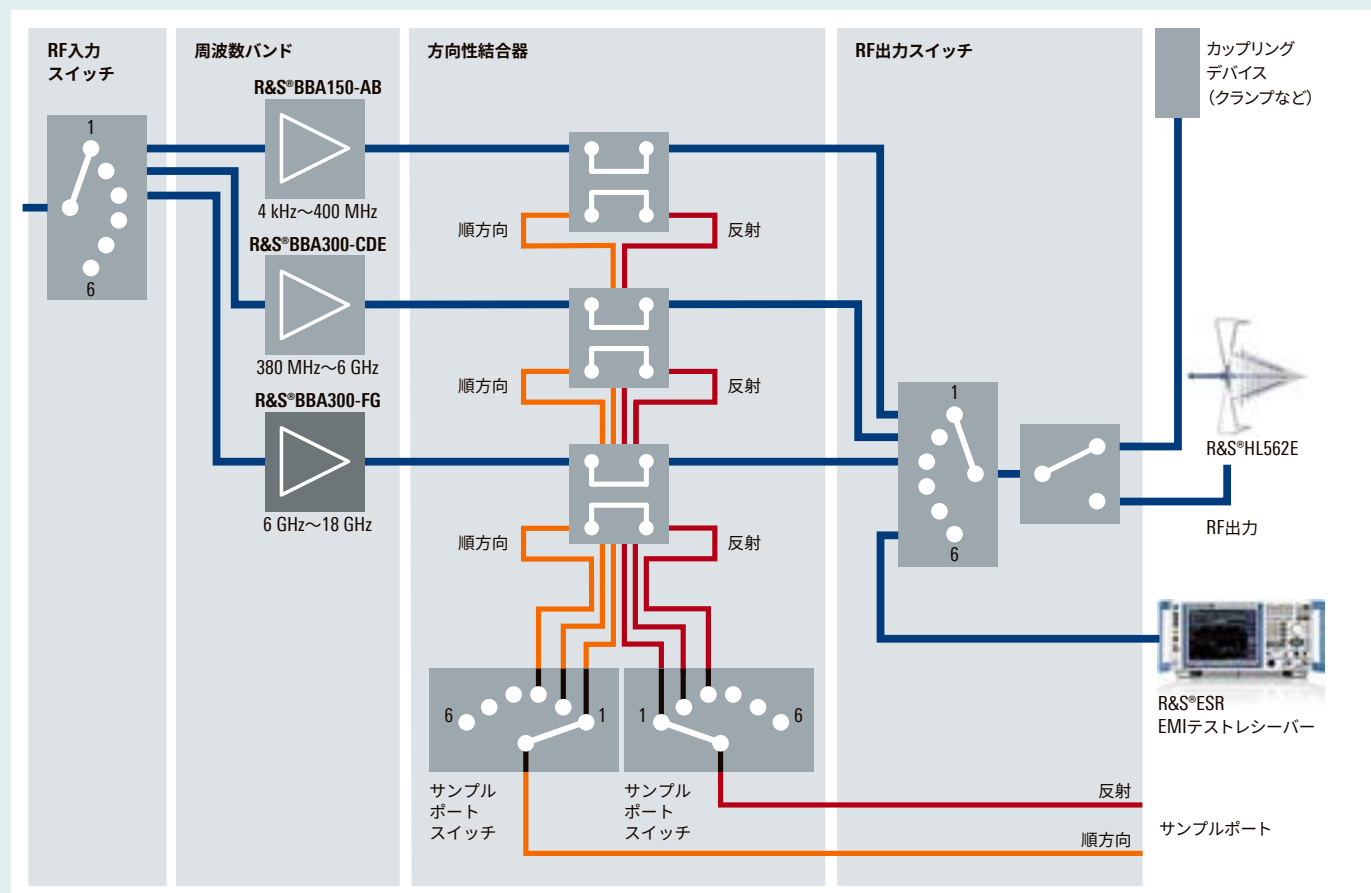 RF入力
スイッチ
周波数バンド
方向性結合器
RF出力スイッチ
カップリング
デバイス
（クランプなど）
R&S®BBA150-AB
1
6
4 kHz～400 MHz
順方向
反射
R&S®BBA300-CDE
380 MHz～6 GHz
順方向
反射
R&S®BBA300-FG
6 GHz～18 GHz
順方向
反射
1
6
R&S®HL562E
RF出力
R&S®ESR
EMIテストレシーバー
6
1
1
6
サンプル
ポート
スイッチ
サンプル
ポート
スイッチ
反射
順方向
サンプルポート